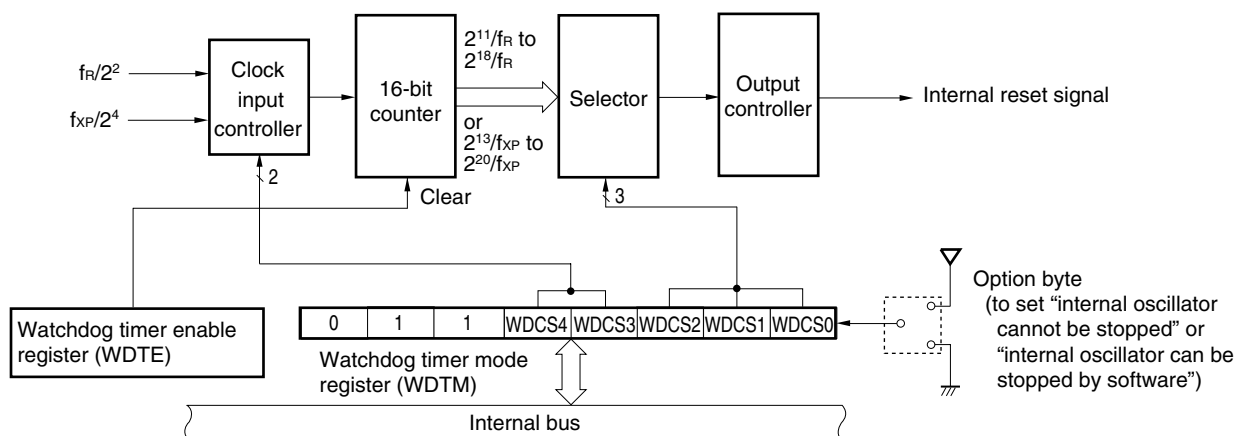 fR/2²
fXP/2⁴
Clock
input
controller
2
16-bit
counter
Clear
2¹¹/fR to
2¹⁸/fR
or
2¹³/fXP to
2²⁰/fXP
Selector
3
Output
controller
Internal reset signal
Watchdog timer enable
register (WDTE)
0 1 1 WDCS4 WDCS3 WDCS2 WDCS1 WDCS0
Watchdog timer mode
register (WDTM)
Option byte
(to set “internal oscillator
cannot be stopped” or
“internal oscillator can be
stopped by software”)
Internal bus